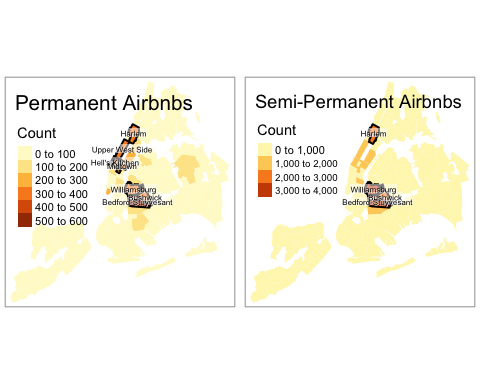 Permanent Airbnbs
Count
0 to 100
100 to 200
200 to 300
300 to 400
400 to 500
500 to 600
Harlem
Upper West Side
Hell's Kitchen
Midtown
Williamsburg
Bushwick
Bedford-Stuyvesant
Semi-Permanent Airbnbs
Count
0 to 1,000
1,000 to 2,000
2,000 to 3,000
3,000 to 4,000
Harlem
Williamsburg
Bushwick
Bedford-Stuyvesant